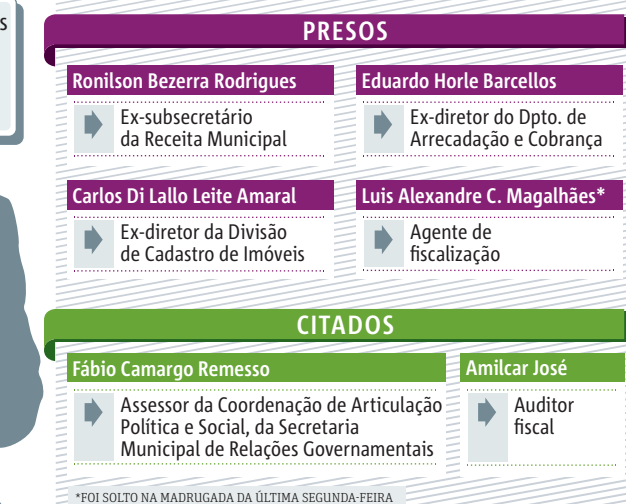 S
PRESOS
Ronilson Bezerra Rodrigues
Ex-subsecretário
da Receita Municipal
Eduardo Horle Barcellos
Ex-diretor do Dpto. de
Arrecadação e Cobrança
Carlos Di Lallo Leite Amaral
Ex-diretor da Divisão
de Cadastro de Imóveis
Luis Alexandre C. Magalhães*
Agente de
fiscalização
CITADOS
Fábio Camargo Remesso
Assessor da Coordenação de Articulação
Política e Social, da Secretaria
Municipal de Relações Governamentais
Amilcar José
Auditor
fiscal
*FOI SOLTO NA MADRUGADA DA ÚLTIMA SEGUNDA-FEIRA